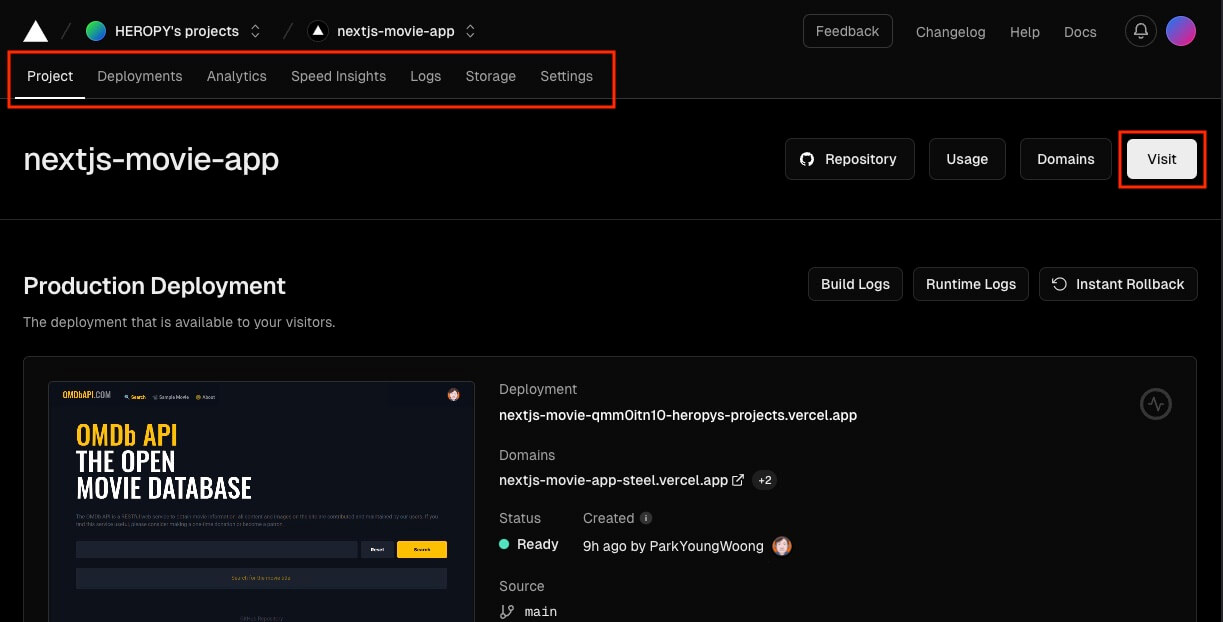 HEROPY's projects
nextjs-movie-app
Feedback
Changelog
Help
Docs
Project Deployments Analytics Speed Insights Logs Storage Settings
nextjs-movie-app
Repository
Usage
Domains
Visit
Production Deployment
Build Logs
Runtime Logs
Instant Rollback
The deployment that is available to your visitors.
OMDbAPI.COM
Search
Sample Movie
About
OMDb API
THE OPEN
MOVIE DATABASE
Reset
Search
Search for the movie title
GitHub Repository
Deployment
nextjs-movie-qmm0itn10-heropys-projects.vercel.app
Domains
nextjs-movie-app-steel.vercel.app +2
Status
Created
Ready
9h ago by ParkYoungWoong
Source
main